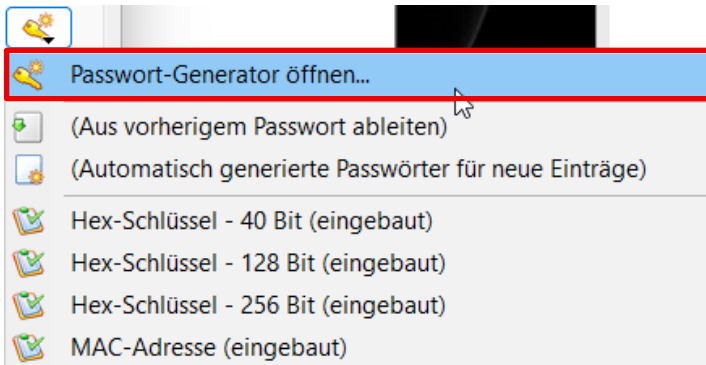 Passwort-Generator öffnen...
(Aus vorherigem Passwort ableiten)
(Automatisch generierte Passwörter für neue Einträge)
Hex-Schlüssel - 40 Bit (eingebaut)
Hex-Schlüssel - 128 Bit (eingebaut)
Hex-Schlüssel - 256 Bit (eingebaut)
MAC-Adresse (eingebaut)